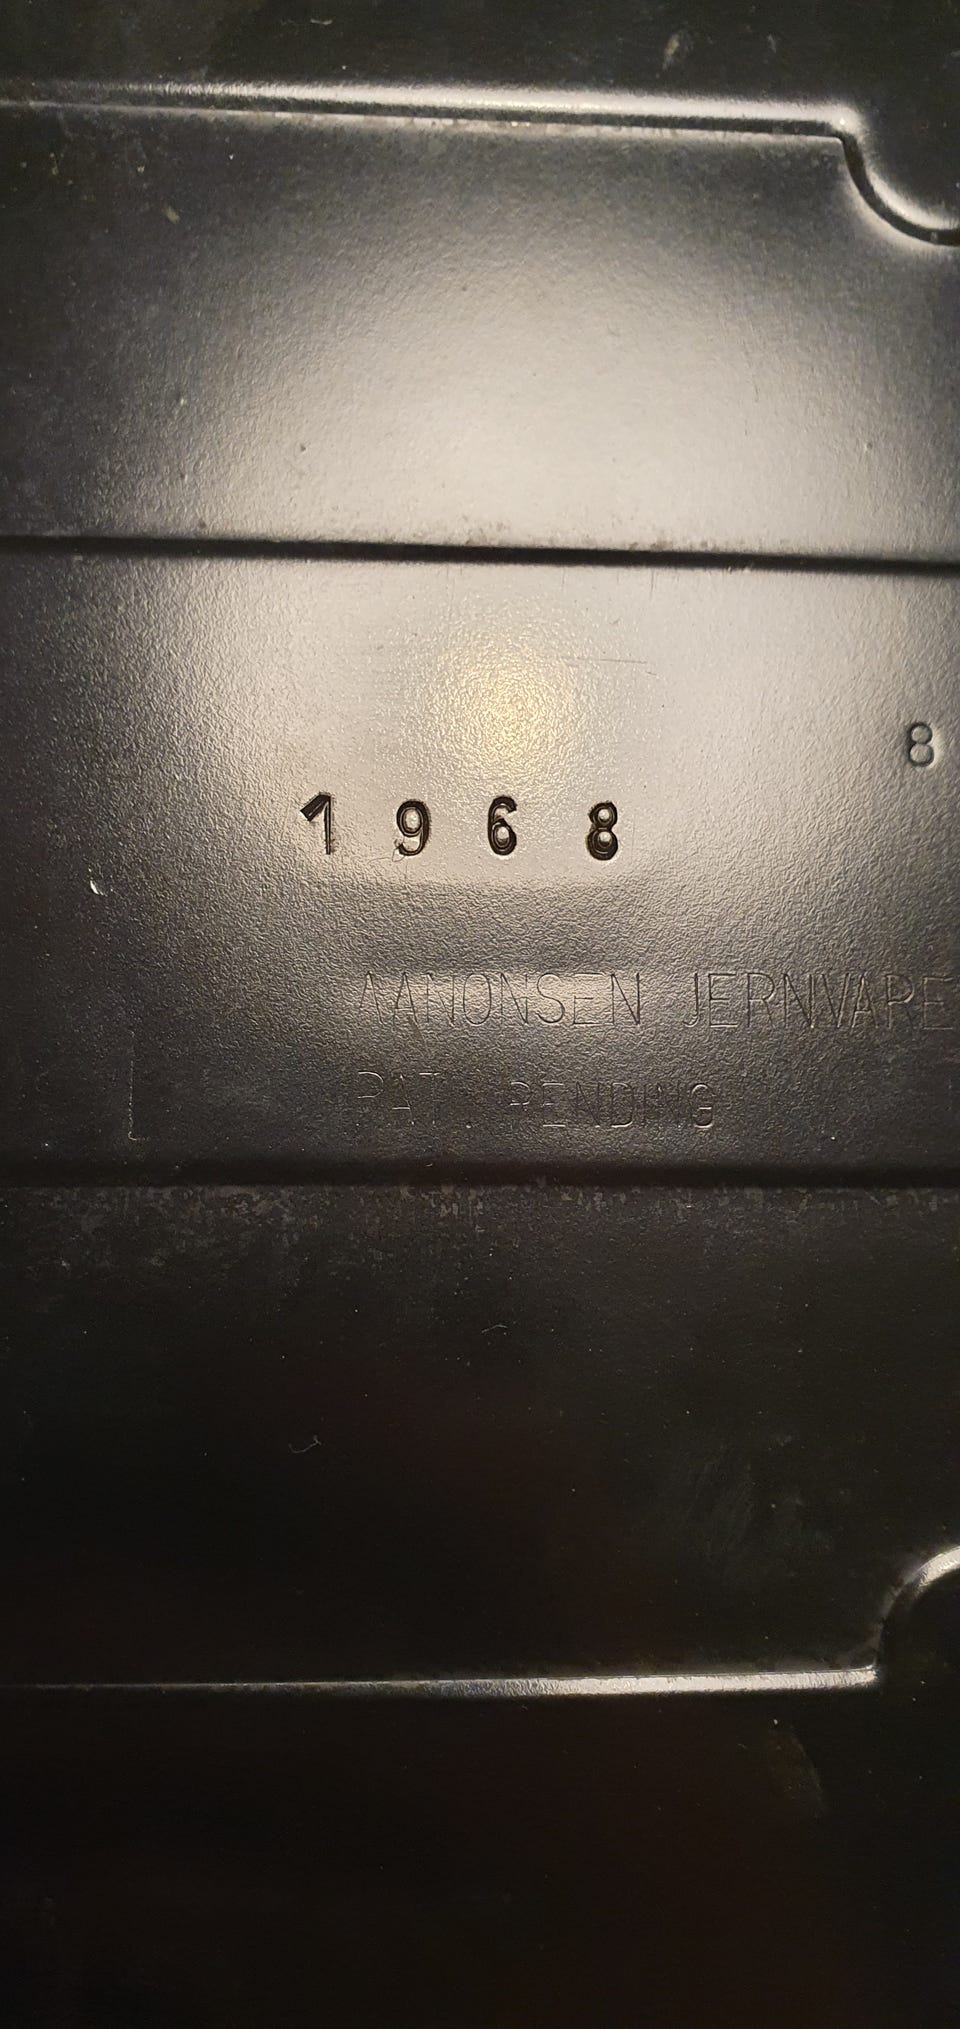 8
1968
AANONSEN JERNVARE
PAT. PENDING